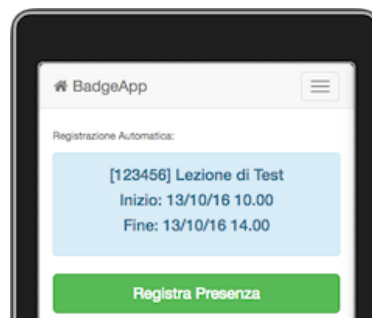 BadgeApp
Registrazione Automatica:
[123456] Lezione di Test
Inizio: 13/10/16 10.00
Fine: 13/10/16 14.00
Registra Presenza